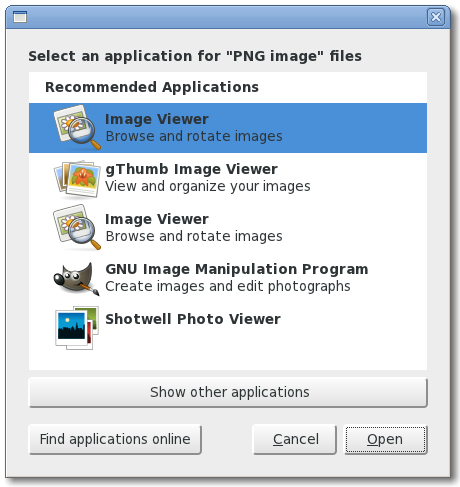 Select an application for "PNG image" files
Recommended Applications
Image Viewer
Browse and rotate images
gThumb Image Viewer
View and organize your images
Image Viewer
Browse and rotate images
GNU Image Manipulation Program
Create images and edit photographs
Shotwell Photo Viewer
Show other applications
Find applications online
Cancel
Open